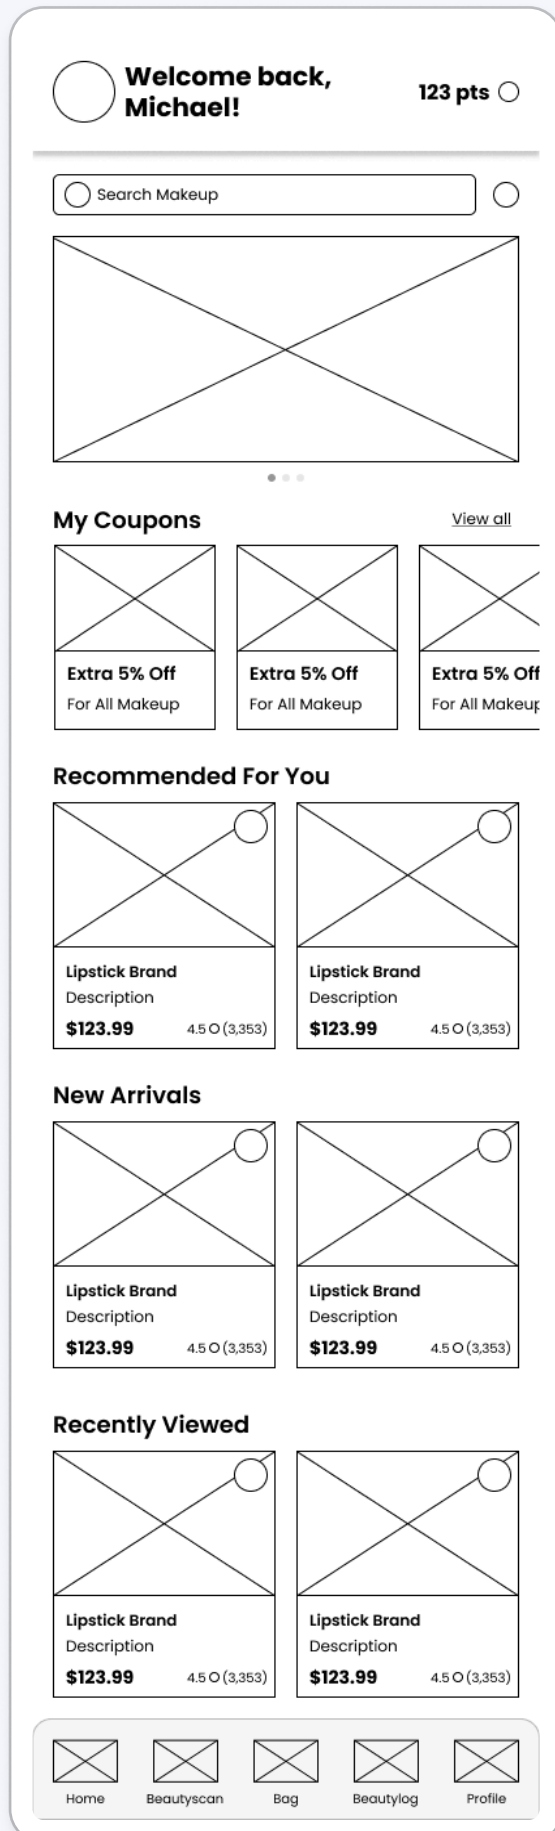 Welcome back,
Michael!
123 pts
Search Makeup
My Coupons
View all
Extra 5% Off
For All Makeup
Extra 5% Off
For All Makeup
Extra 5% Off
For All Makeup
Recommended For You
Lipstick Brand
Description
$123.99
4.5 (3,353)
Lipstick Brand
Description
$123.99
4.5 (3,353)
New Arrivals
Lipstick Brand
Description
$123.99
4.5 (3,353)
Lipstick Brand
Description
$123.99
4.5 (3,353)
Recently Viewed
Lipstick Brand
Description
$123.99
4.5 (3,353)
Lipstick Brand
Description
$123.99
4.5 (3,353)
Home
Beautyscan
Bag
Beautylog
Profile